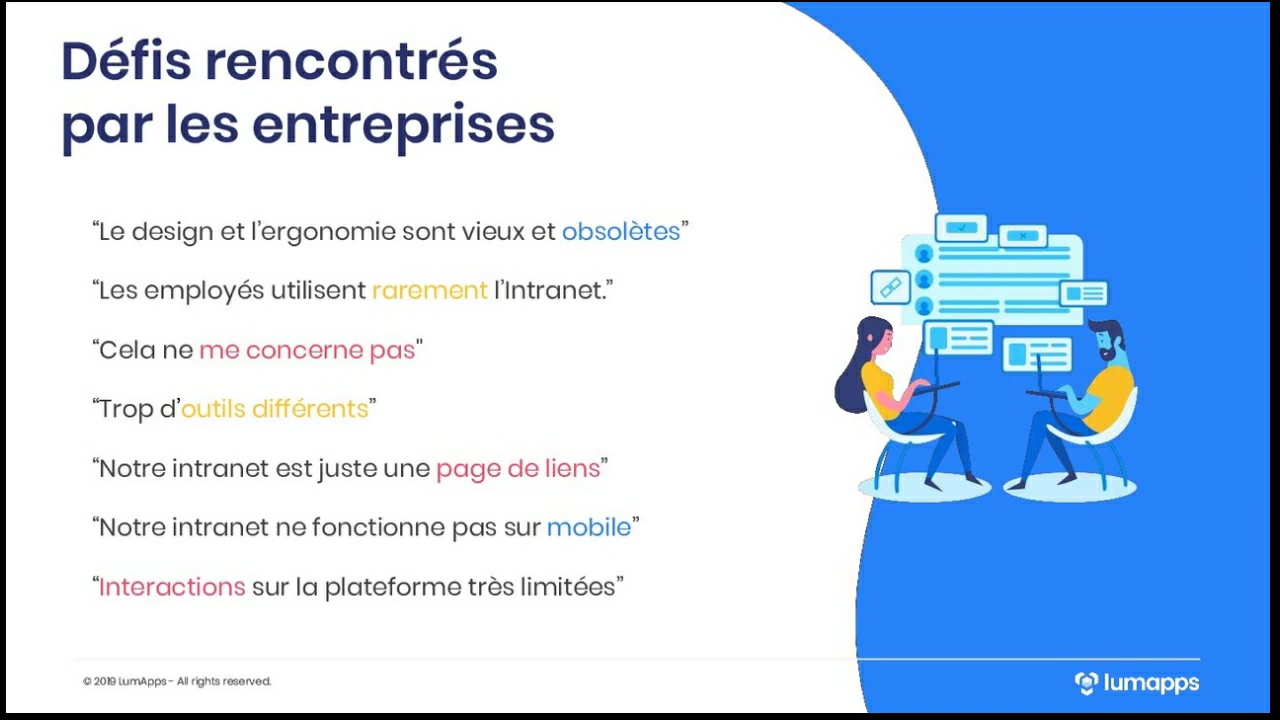 Défis rencontrés
par les entreprises
“Le design et l’ergonomie sont vieux et obsolètes”
“Les employés utilisent rarement l’Intranet.”
“Cela ne me concerne pas"
“Trop d’outils différents”
“Notre intranet est juste une page de liens”
“Notre intranet ne fonctionne pas sur mobile”
“Interactions sur la plateforme très limitées”
© 2019 LumApps - All rights reserved.
lumapps